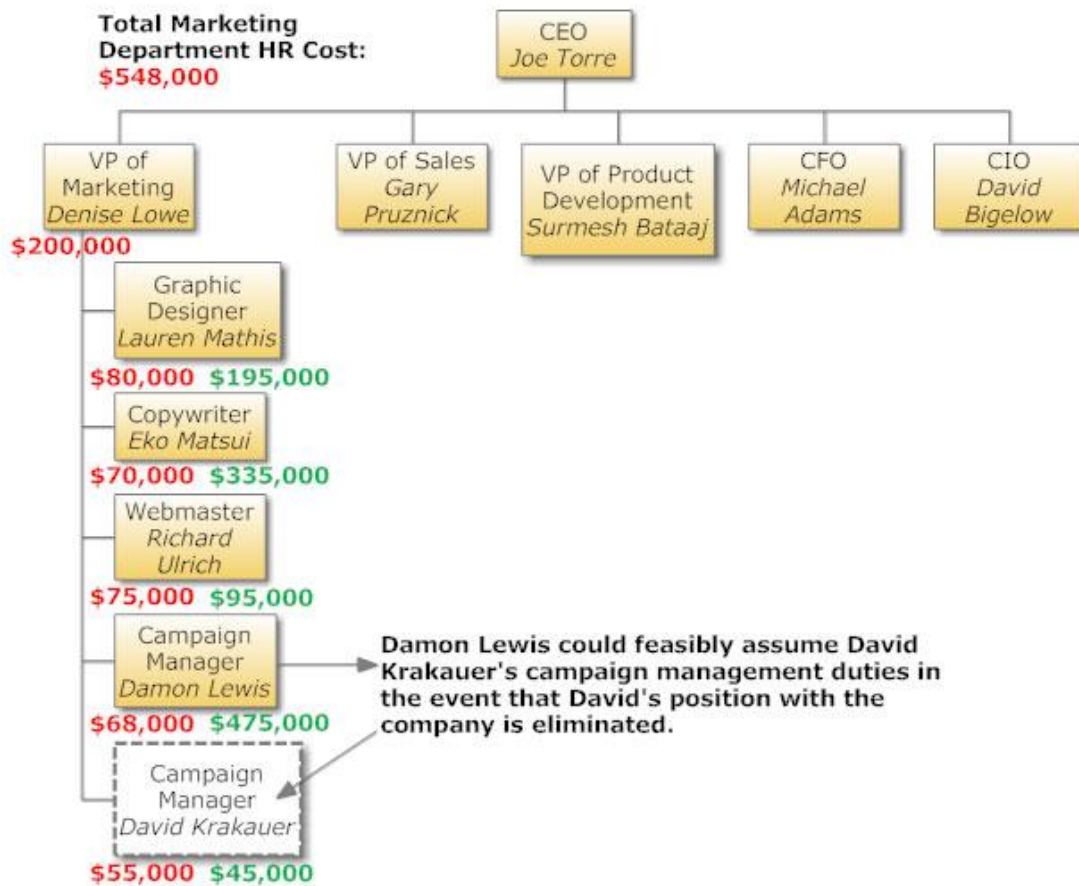 Total Marketing
Department HR Cost:
$548,000
CEO
Joe Torre
VP of
Marketing
Denise Lowe
$200,000
VP of Sales
Gary
Pruznick
VP of Product
Development
Surmesh Bataaj
CFO
Michael
Adams
CIO
David
Bigelow
Graphic
Designer
Lauren Mathis
$80,000 $195,000
Copywriter
Eko Matsui
$70,000 $335,000
Webmaster
Richard
Ulrich
$75,000 $95,000
Campaign
Manager
Damon Lewis
$68,000 $475,000
Damon Lewis could feasibly assume David
Krakauer's campaign management duties in
the event that David's position with the
company is eliminated.
Campaign
Manager
David Krakauer
$55,000 $45,000